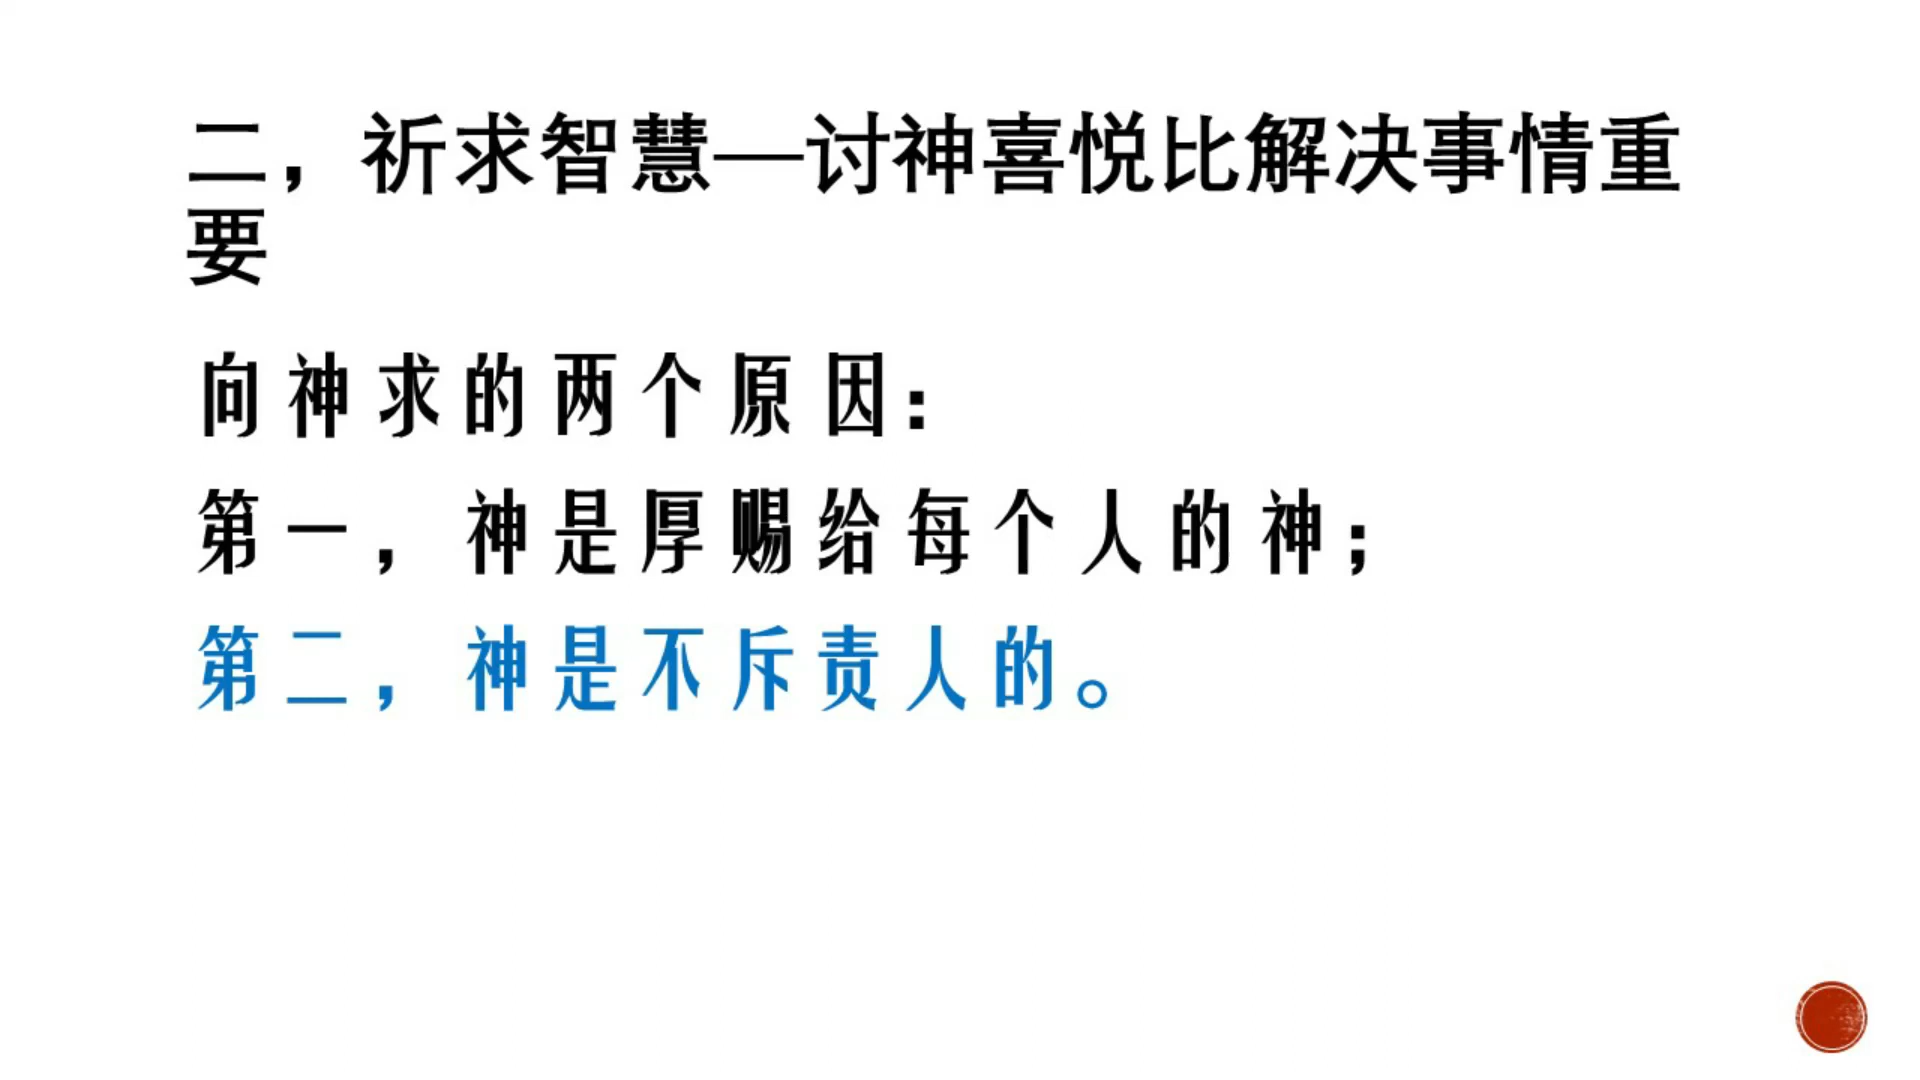 二，祈求智慧—讨神喜悦比解决事情重
要
向神求的两个原因：
第一，神是厚赐给每个人的神；
第二，神是不斥责人的。